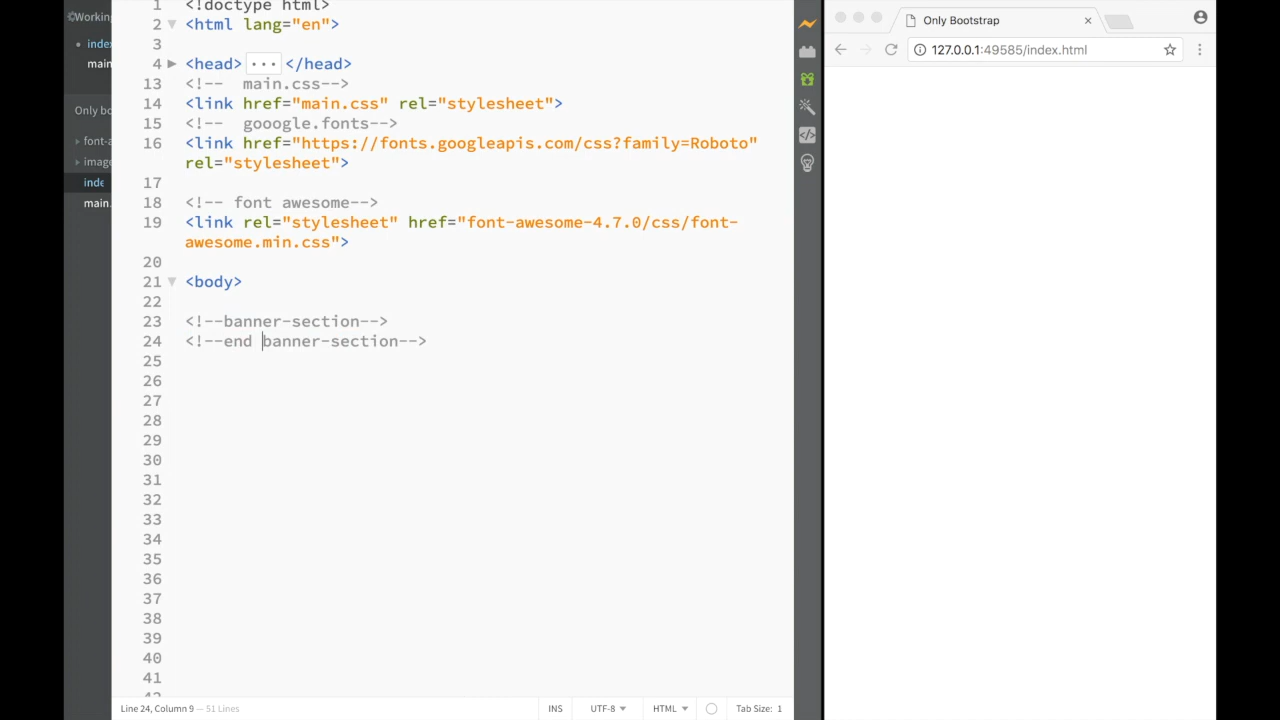 Working
index
main
Only bo
font-a
image
inde
main.
1 <!doctype html>
2 <html lang="en">
3
4 <head> ... </head>
13 <!--  main.css-->
14 <link href="main.css" rel="stylesheet">
15 <!--  gooogle.fonts-->
16 <link href="https://fonts.googleapis.com/css?family=Roboto"
rel="stylesheet">
17
18 <!-- font awesome-->
19 <link rel="stylesheet" href="font-awesome-4.7.0/css/font-
awesome.min.css">
20
21 <body>
22
23 <!--banner-section-->
24 <!--end banner-section-->
25
26
27
28
29
30
31
32
33
34
35
36
37
38
39
40
41
Line 24, Column 9 — 51 Lines
INS
UTF-8
HTML
Tab Size: 1
Only Bootstrap
127.0.0.1:49585/index.html